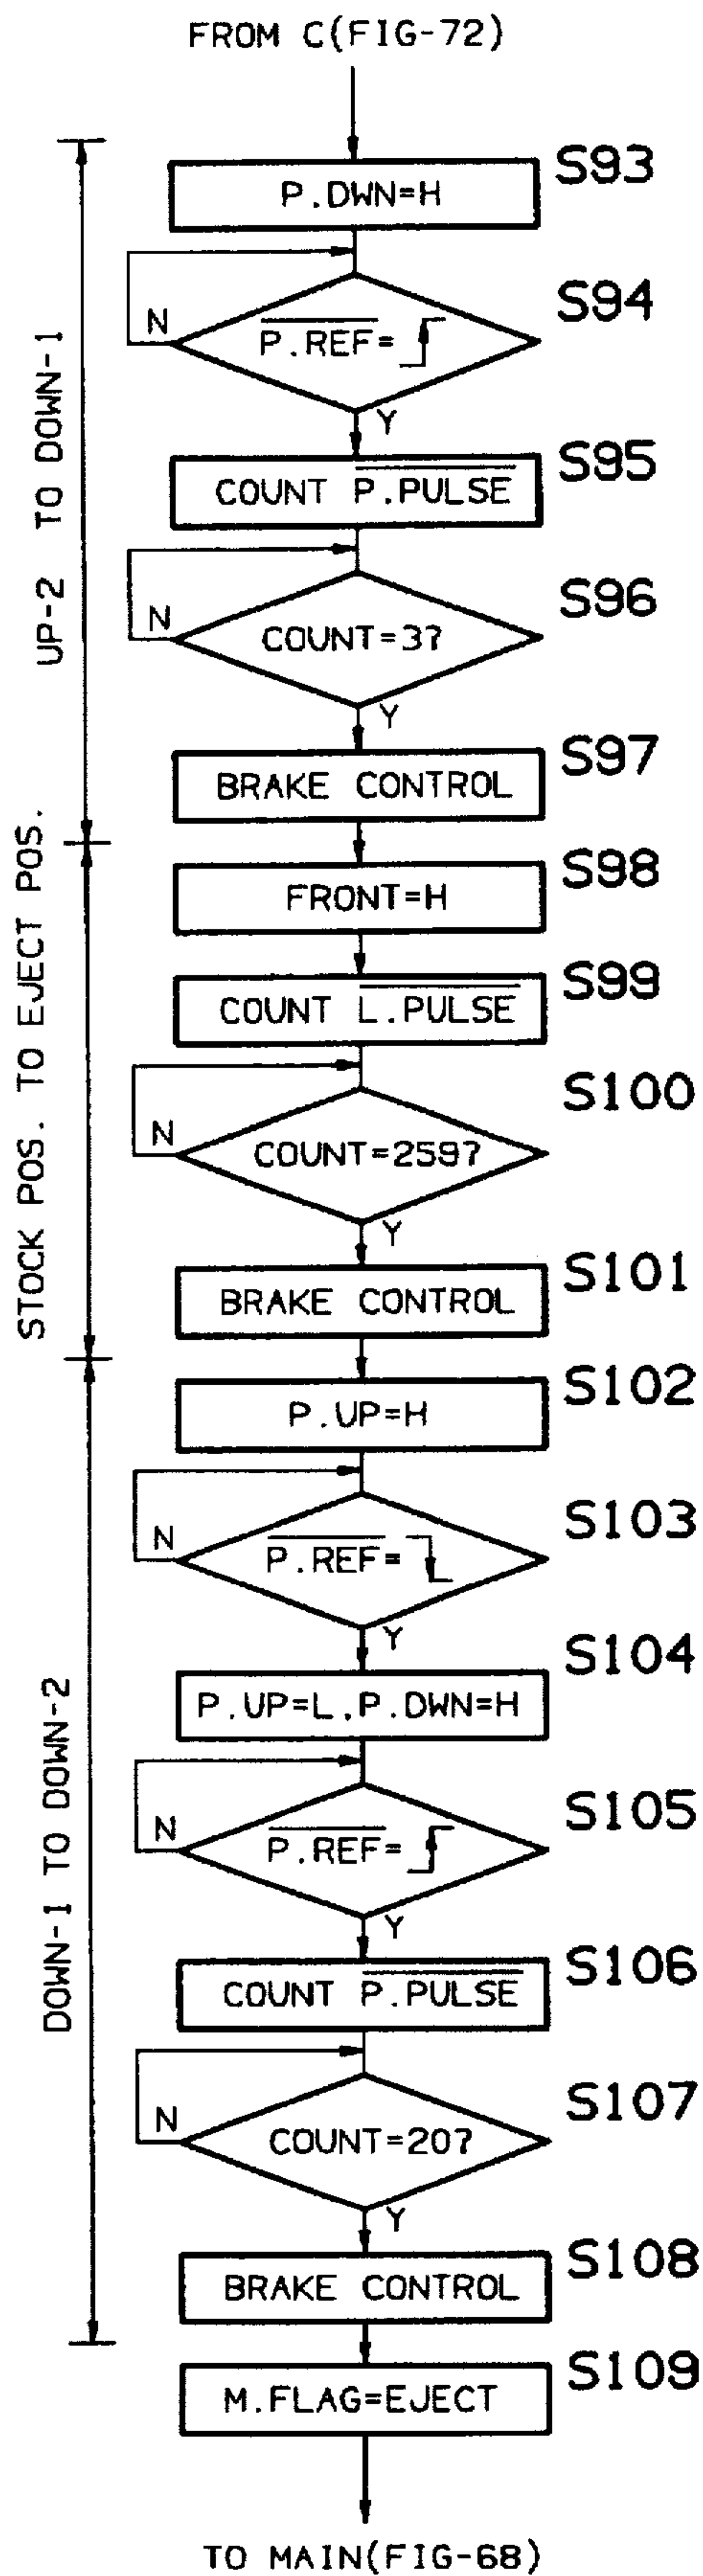 FROM C(FIG-72)
S93
P.DWN=H
S94
P.REF=
N
Y
S95
COUNT P.PULSE
S96
COUNT=3?
N
Y
S97
BRAKE CONTROL
UP-2 TO DOWN-1
S98
FRONT=H
S99
COUNT L.PULSE
S100
COUNT=259?
N
Y
S101
BRAKE CONTROL
STOCK POS. TO EJECT POS.
S102
P.UP=H
S103
P.REF=
N
Y
S104
P.UP=L,P.DWN=H
S105
P.REF=
N
Y
S106
COUNT P.PULSE
S107
COUNT=20?
N
Y
S108
BRAKE CONTROL
DOWN-1 TO DOWN-2
S109
M.FLAG=EJECT
TO MAIN(FIG-68)